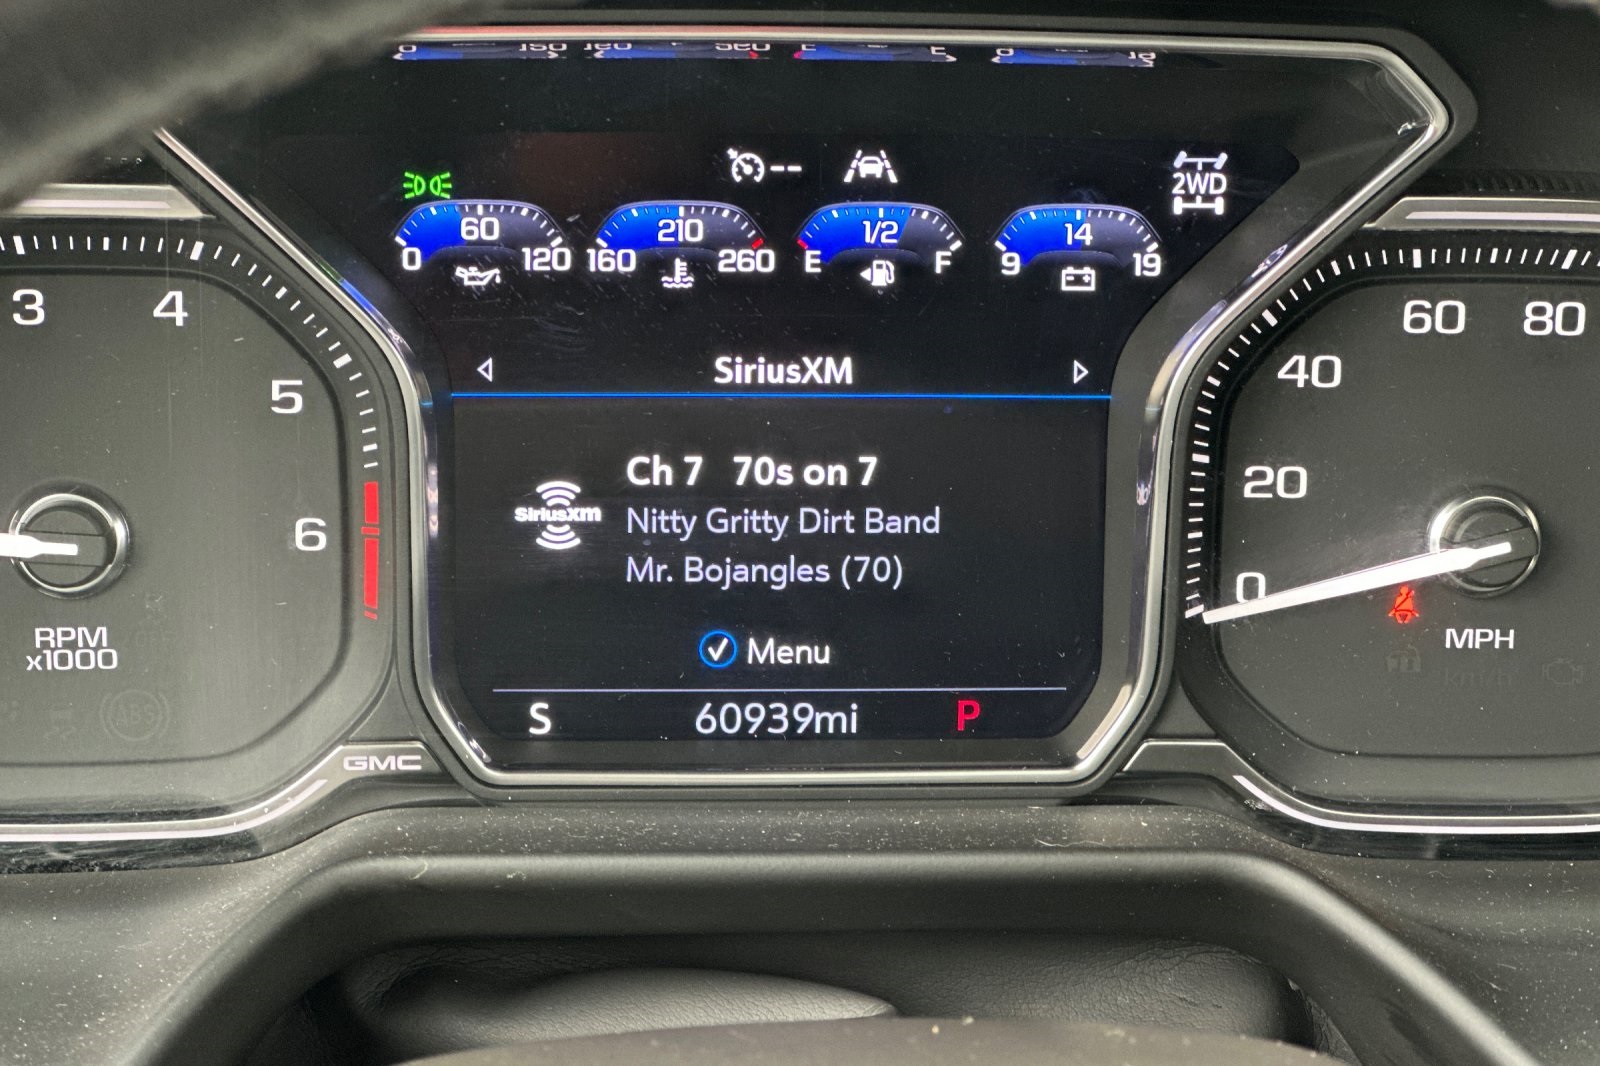 0 60 120
160 210 260
E 1/2 F
9 14 19
2WD
--
SiriusXM
SiriusXM
Ch 7 70s on 7
Nitty Gritty Dirt Band
Mr. Bojangles (70)
Menu
S 60939mi P
3
4
5
6
RPM
x1000
ABS
GMC
0
20
40
60
80
MPH
km/h